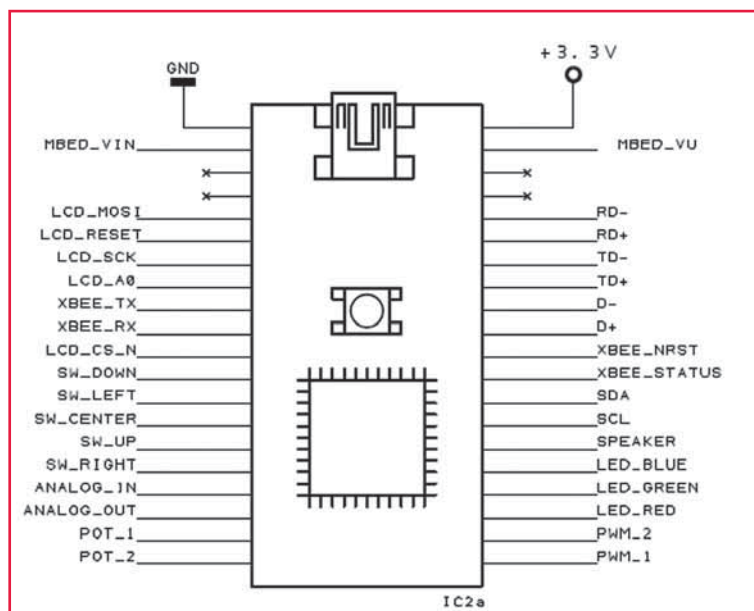 GND
+3.3V
MBED_VIN
MBED_VU
LCD_MOSI
RD-
LCD_RESET
RD+
LCD_SCK
TD-
LCD_A0
TD+
XBEE_TX
D-
XBEE_RX
D+
LCD_CS_N
XBEE_NRST
SW_DOWN
XBEE_STATUS
SW_LEFT
SDA
SW_CENTER
SCL
SW_UP
SPEAKER
SW_RIGHT
LED_BLUE
ANALOG_IN
LED_GREEN
ANALOG_OUT
LED_RED
POT_1
PWM_2
POT_2
PWM_1
IC2a